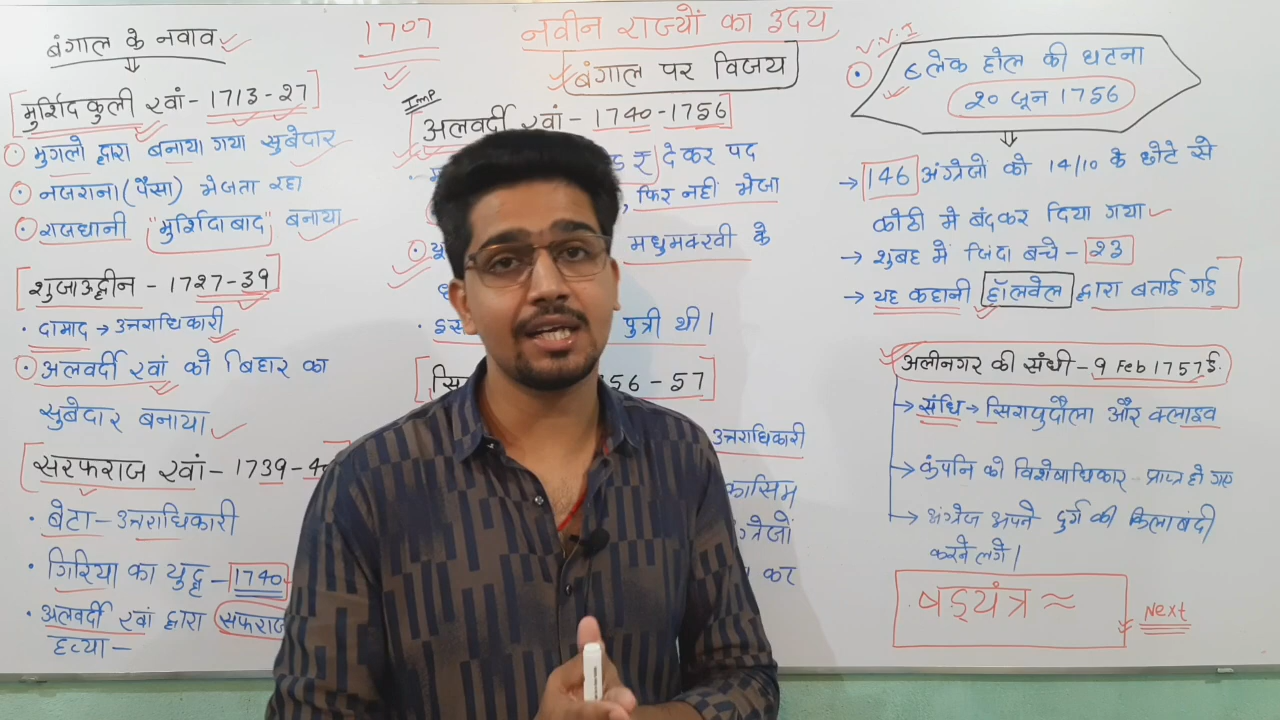 बंगाल के नवाब
मुर्शिद कुली खां - 1713-27
मुगलो द्वारा बनाया गया सुबेदार
नजराना (पैसा) भेजता रहा
राजधानी "मुर्शिदाबाद" बनाया
शुजाउद्दीन - 1727-39
दामाद → उत्तराधिकारी
अलवर्दी खां को बिहार का
सुबेदार बनाया
सरफराज खां - 1739-4
बेटा - उत्तराधिकारी
गिरिया का युद्ध - 1740
अलवर्दी खां द्वारा सफराज
हत्या -
1707
नवीन राज्यों का उदय
बंगाल पर विजय
Imp
अलवर्दी खां - 1740-1756
₹ दे कर पद
, फिर नही भेजा
मधुमक्खी के
पुत्री थी।
56-57
उत्तराधिकारी
कासिम
कर
V.V.I
ब्लेक होल की घटना
20 जून 1756
→ 146 अंग्रेजो को 14/10 के छोटे से
कोठी मे बंद कर दिया गया
→ शुबह मे जिंदा बचे - 23
→ यह कहानी हॉलवेल द्वारा बताई गई
अलीनगर की संधी - 9 Feb 1757 ई.
→ संधि - सिराजुदौला और क्लाइव
→ कंपनि को विशेषाधिकार प्राप्त हो गए
→ अंग्रेज अपने दुर्ग की किलाबंदी
करने लगे।
षड्यंत्र ≈
Next